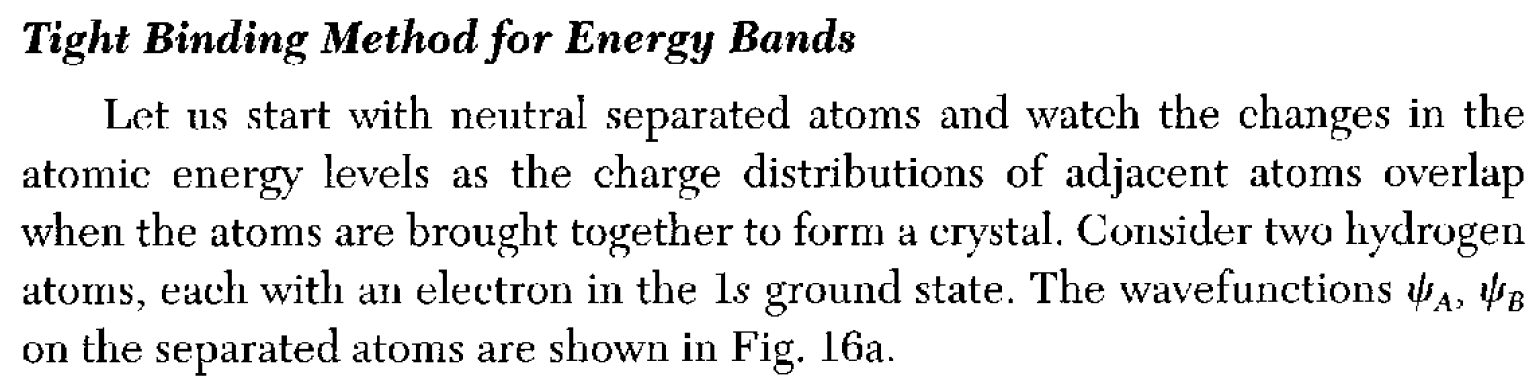 Tight Binding Method for Energy Bands
Let us start with neutral separated atoms and watch the changes in the
atomic energy levels as the charge distributions of adjacent atoms overlap
when the atoms are brought together to form a crystal. Consider two hydrogen
atoms, each with an electron in the 1s ground state. The wavefunctions ψ_A, ψ_B
on the separated atoms are shown in Fig. 16a.